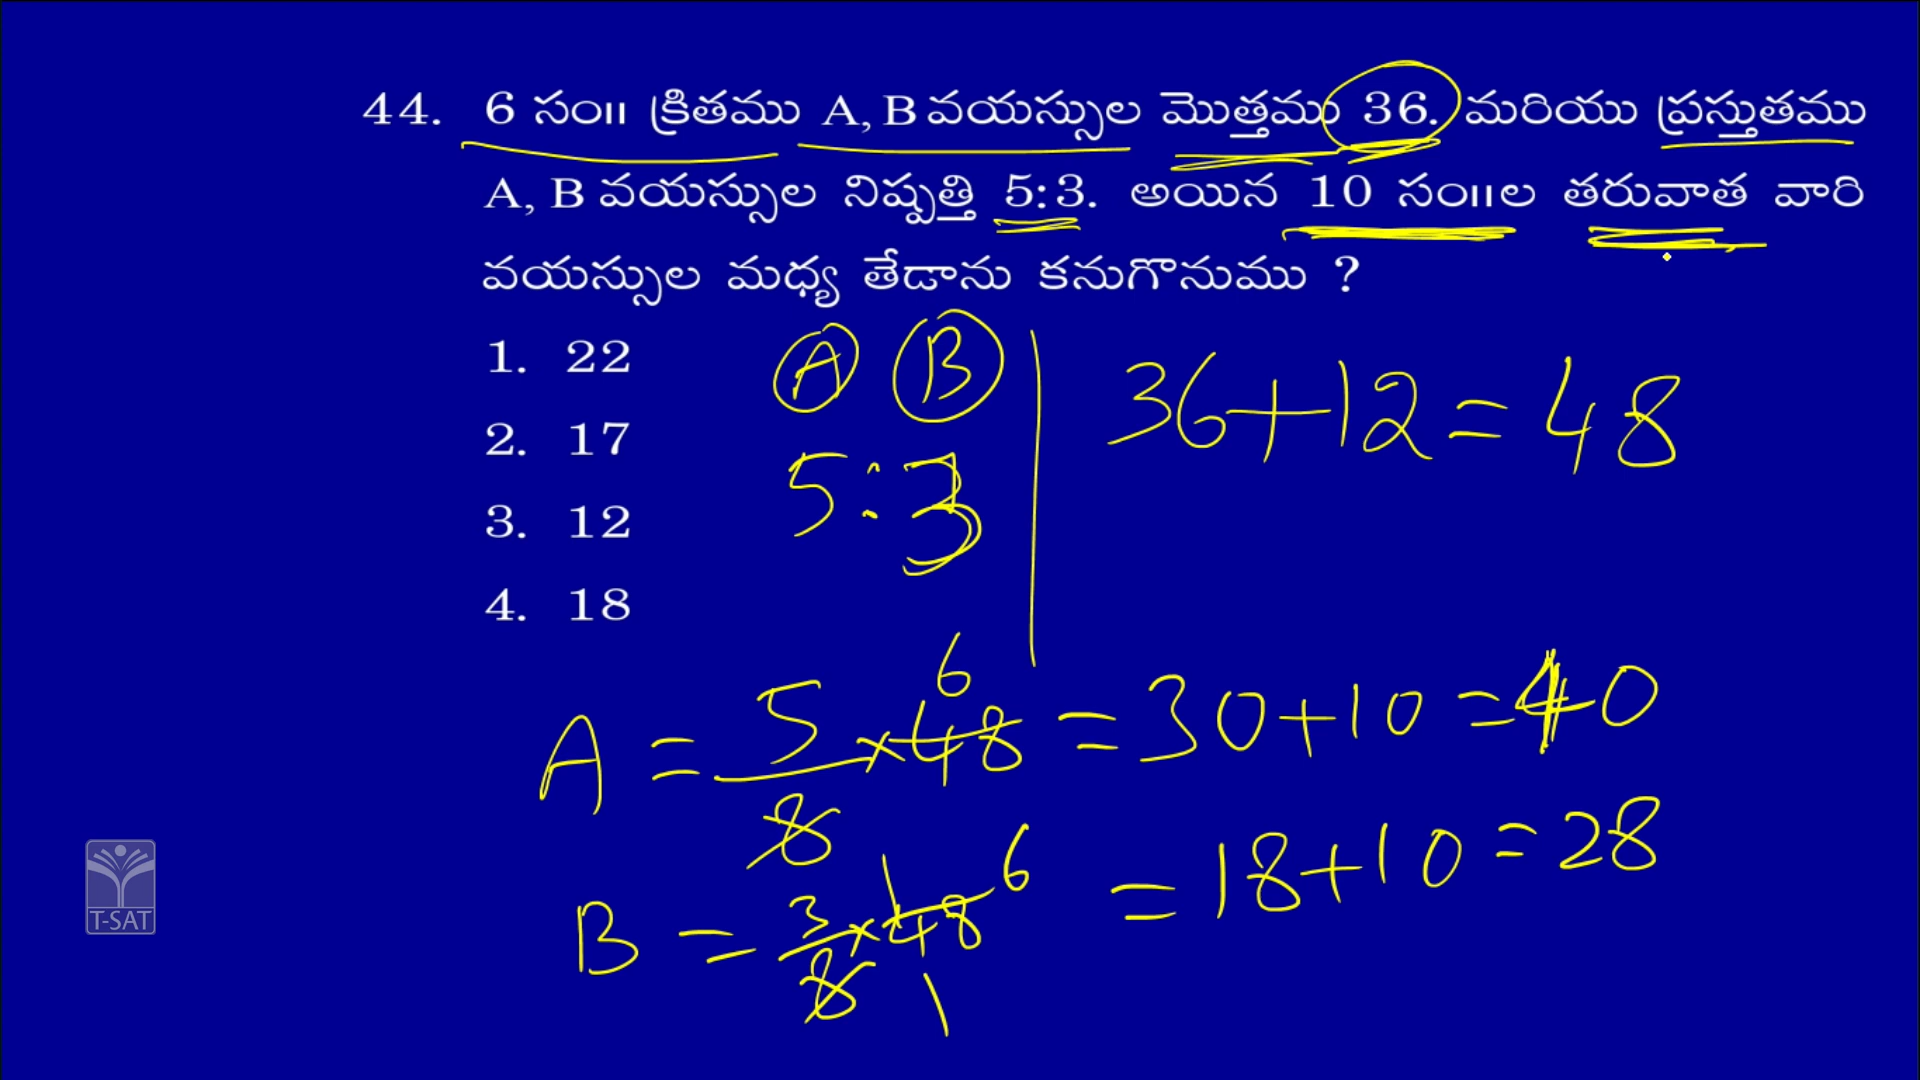 44. 6 సం॥ క్రితము A, B వయస్సుల మొత్తము 36. మరియు ప్రస్తుతము
A, B వయస్సుల నిష్పత్తి 5:3. అయిన 10 సం॥ల తరువాత వారి
వయస్సుల మధ్య తేడాను కనుగొనుము ?
1. 22
2. 17
3. 12
4. 18
A B
5:3
36+12=48
6
A = 5/8 × 48 = 30+10 = 40
B = 3/8 × 48 6 = 18+10 = 28
T-SAT